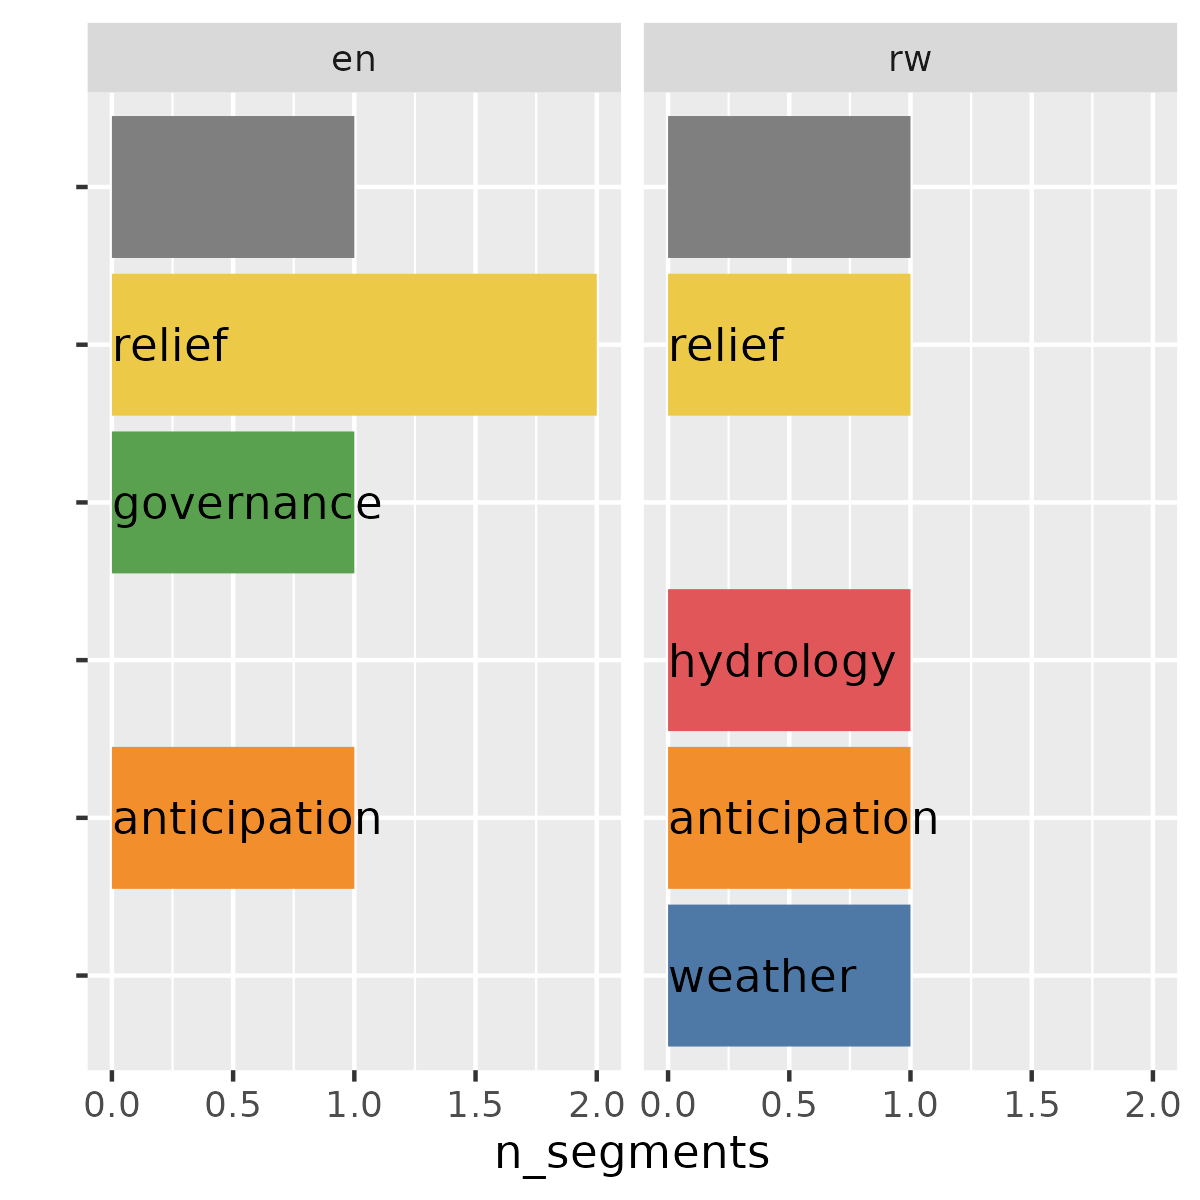 en rw
relief relief
governance
hydrology
anticipation anticipation
weather
0.0 0.5 1.0 1.5 2.0 0.0 0.5 1.0 1.5 2.0
n_segments